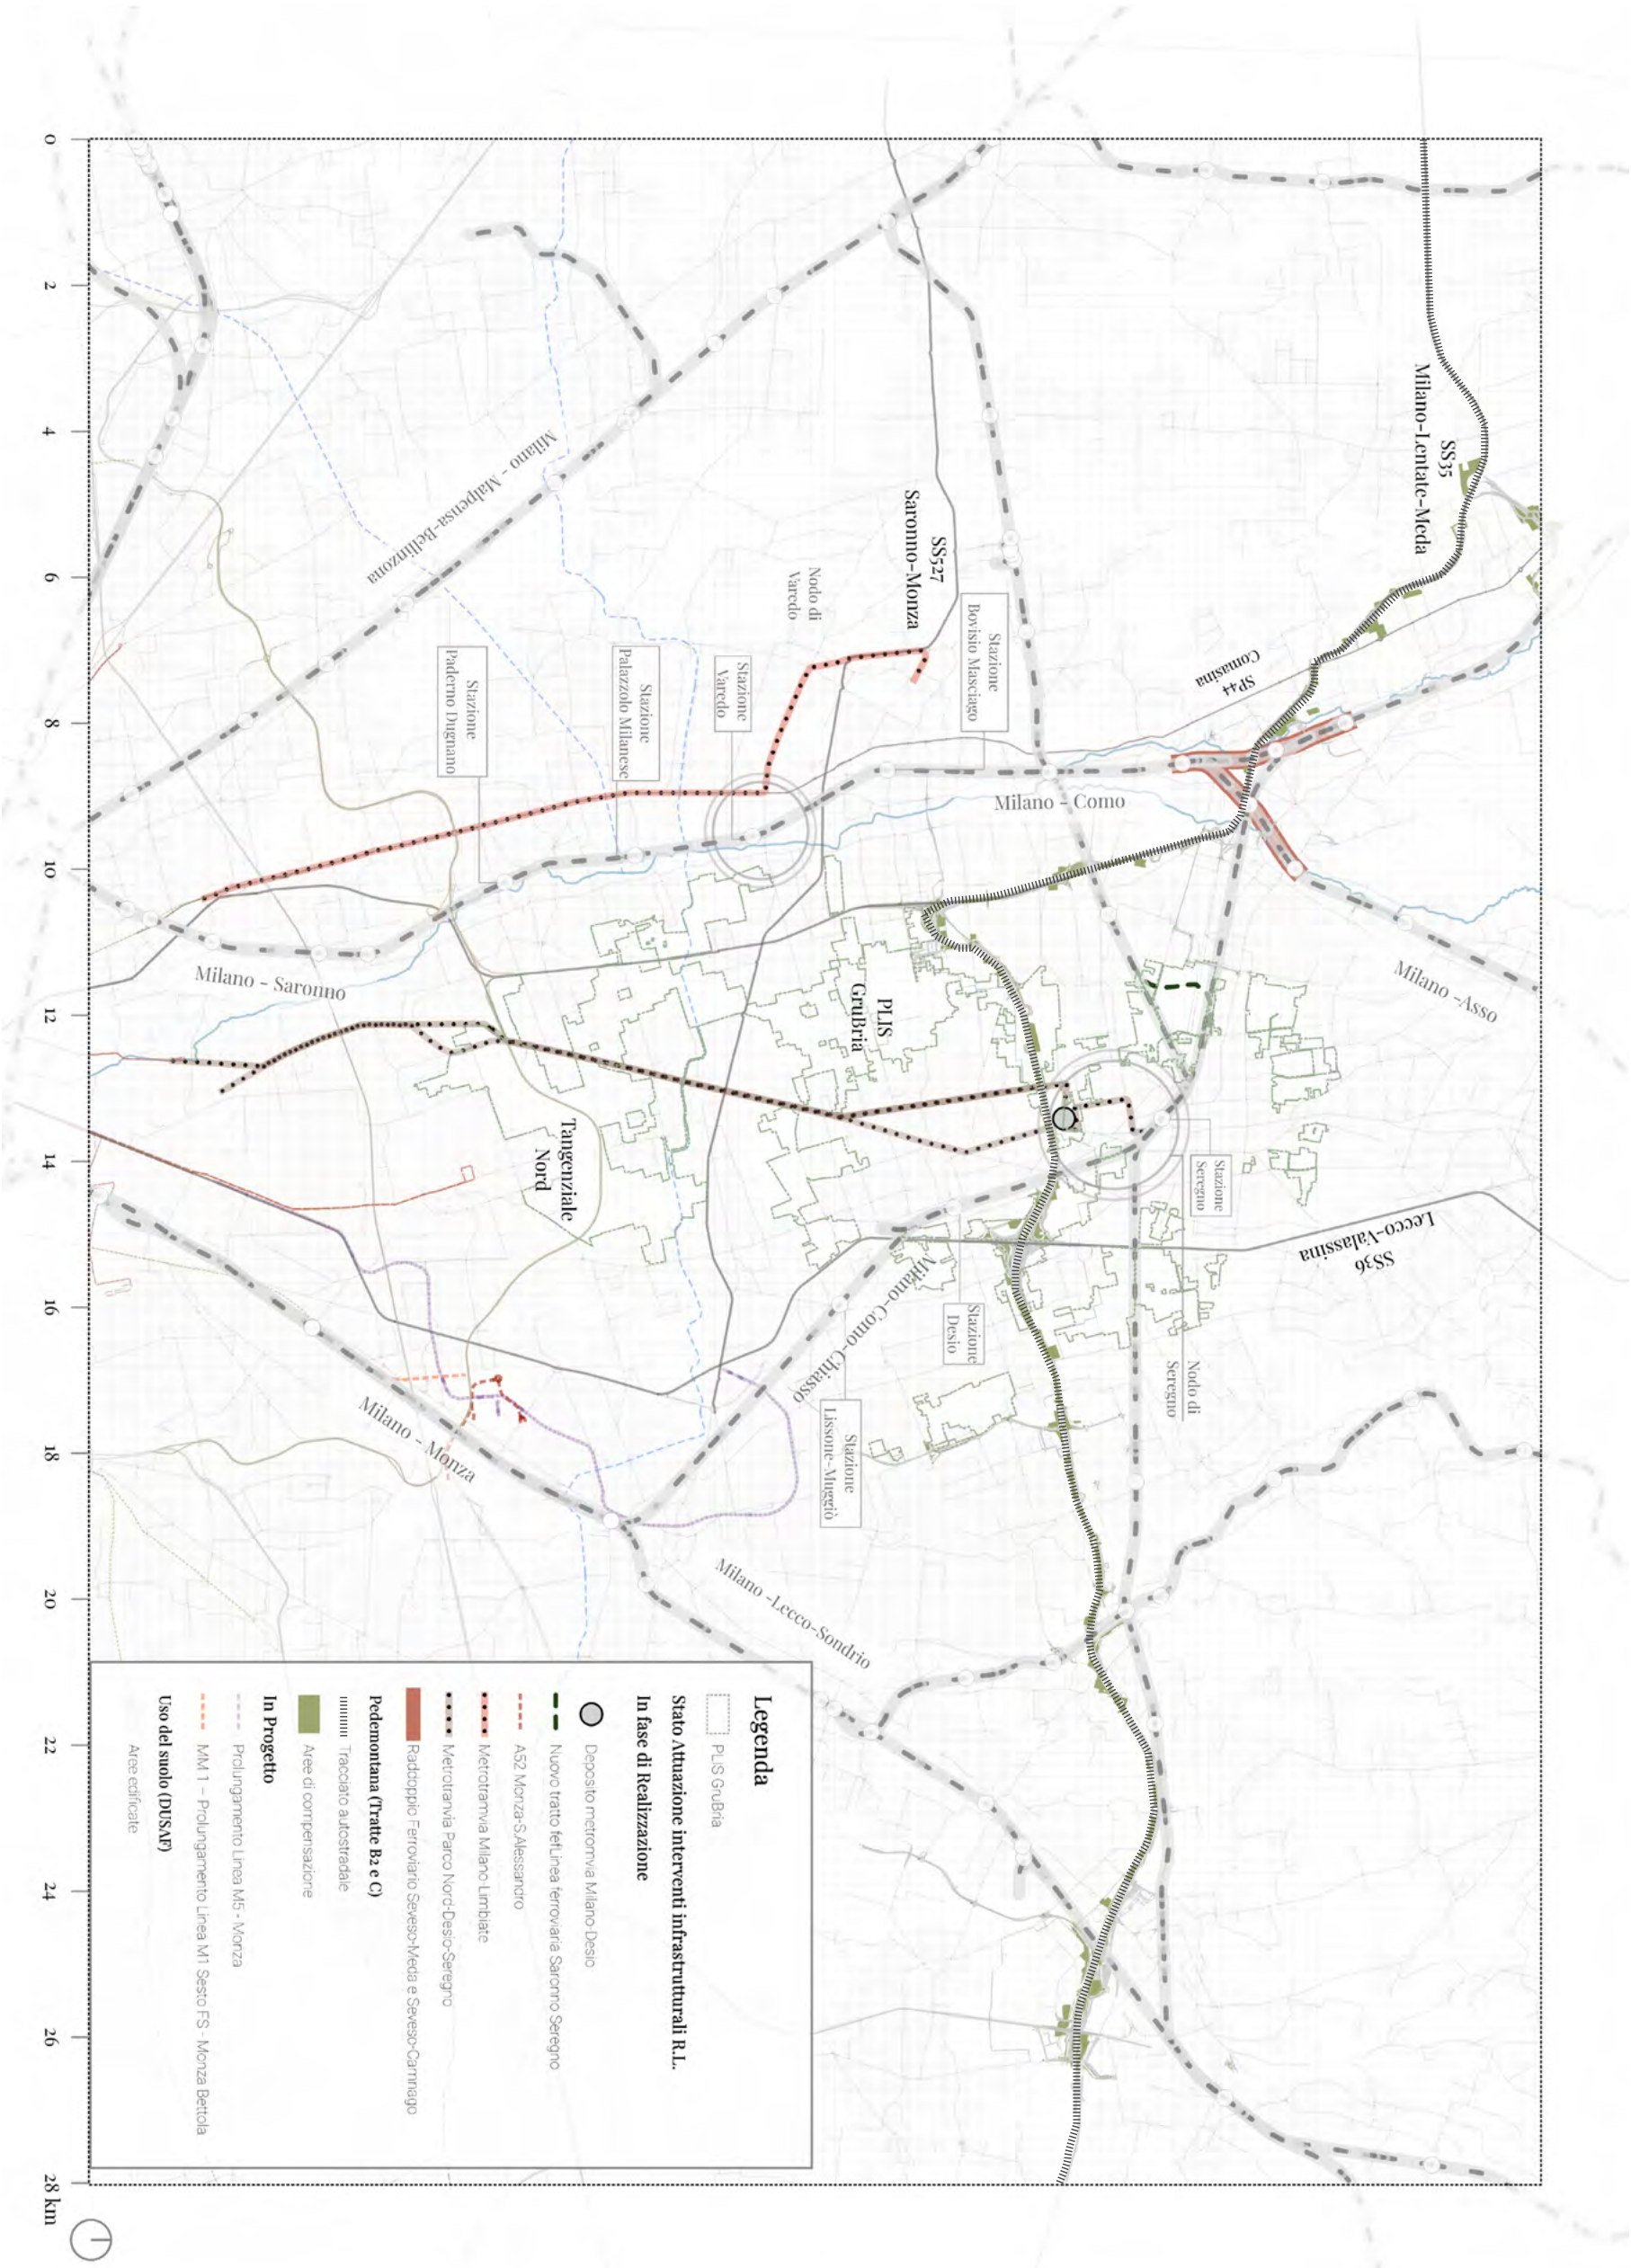 SS35
Milano-Lentate-Meda
SS527
Saronno-Monza
Nodo di
Varedo
Stazione
Bovisio Masciago
Stazione
Varedo
Stazione
Palazzolo Milanese
Stazione
Paderno Dugnano
Milano - Malpensa-Bellinzona
SP44
Comasina
Milano - Como
Milano -Asso
Milano - Saronno
PLIS
GruBria
Tangenziale
Nord
Stazione
Seregno
SS36
Lecco-Valassina
Nodo di
Seregno
Stazione
Desio
Milano-Como-Chiasso
Stazione
Lissone-Muggiò
Milano - Monza
Milano -Lecco-Sondrio
Legenda
PLIS GruBria
Stato Attuazione interventi infrastrutturali R.L.
In fase di Realizzazione
Deposito metromvia Milano-Desio
Nuovo tratto fefLinea ferroviaria Saronno Seregno
A52 Monza-S.Alessandro
Metrotramvia Milano-Limbiate
Metrotranvia Parco Nord-Desio-Seregno
Raddoppio Ferroviario Seveso-Meda e Seveso-Camnago
Pedemontana (Tratte B2 e C)
Tracciato autostradale
Aree di compensazione
In Progetto
Prolungamento Linea M5 - Monza
MM 1 – Prolungamento Linea M1 Sesto FS - Monza Bettola
Uso del suolo (DUSAF)
Aree edificate
0
2
4
6
8
10
12
14
16
18
20
22
24
26
28 km